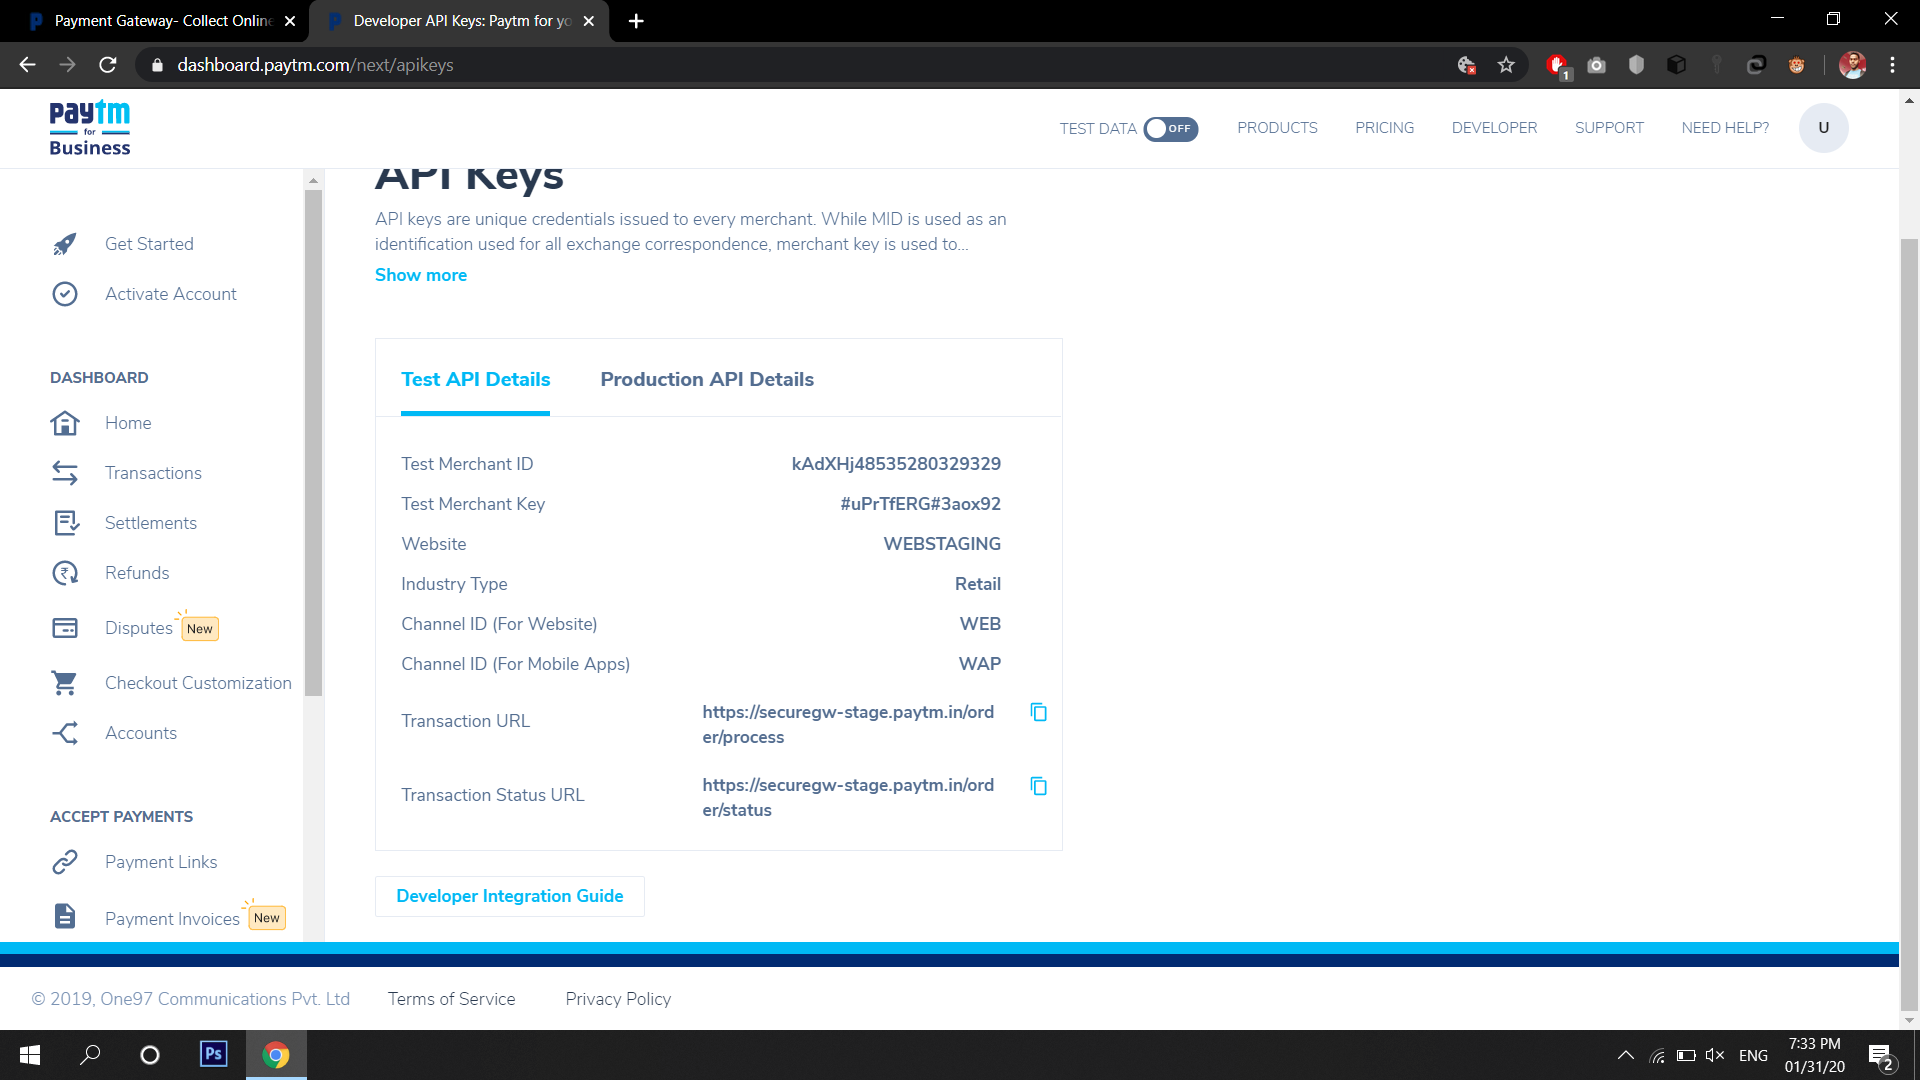 Payment Gateway- Collect Online
Developer API Keys: Paytm for yo
dashboard.paytm.com/next/apikeys
1
paytm
for
Business
TEST DATA OFF PRODUCTS PRICING DEVELOPER SUPPORT NEED HELP? U
Get Started
Activate Account
DASHBOARD
Home
Transactions
Settlements
Refunds
Disputes New
Checkout Customization
Accounts
ACCEPT PAYMENTS
Payment Links
Payment Invoices New
API Keys
API keys are unique credentials issued to every merchant. While MID is used as an
identification used for all exchange correspondence, merchant key is used to...
Show more
Test API Details Production API Details
Test Merchant ID kAdXHj48535280329329
Test Merchant Key #uPrTfERG#3aox92
Website WEBSTAGING
Industry Type Retail
Channel ID (For Website) WEB
Channel ID (For Mobile Apps) WAP
Transaction URL https://securegw-stage.paytm.in/ord
er/process
Transaction Status URL https://securegw-stage.paytm.in/ord
er/status
Developer Integration Guide
© 2019, One97 Communications Pvt. Ltd Terms of Service Privacy Policy
Ps
ENG
7:33 PM
01/31/20
2